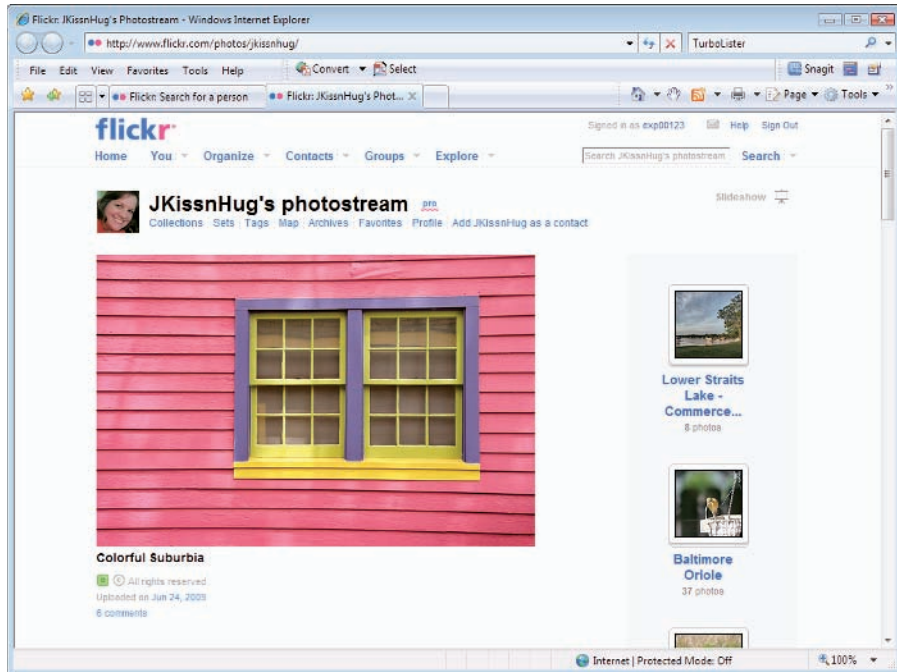 Flickr: JKissnHug's Photostream - Windows Internet Explorer
http://www.flickr.com/photos/jkissnhug/
TurboLister
File Edit View Favorites Tools Help
Convert Select
Snagit
Flickr: Search for a person
Flickr: JKissnHug's Phot...
Page Tools
flickr
Signed in as exp00123 Help Sign Out
Home You Organize Contacts Groups Explore
Search JKissnHug's photostream Search
JKissnHug's photostream pro
Slideshow
Collections Sets Tags Map Archives Favorites Profile Add JKissnHug as a contact
Lower Straits
Lake -
Commerce...
8 photos
Baltimore
Oriole
37 photos
Colorful Suburbia
All rights reserved
Uploaded on Jun 24, 2009
6 comments
Internet | Protected Mode: Off
100%